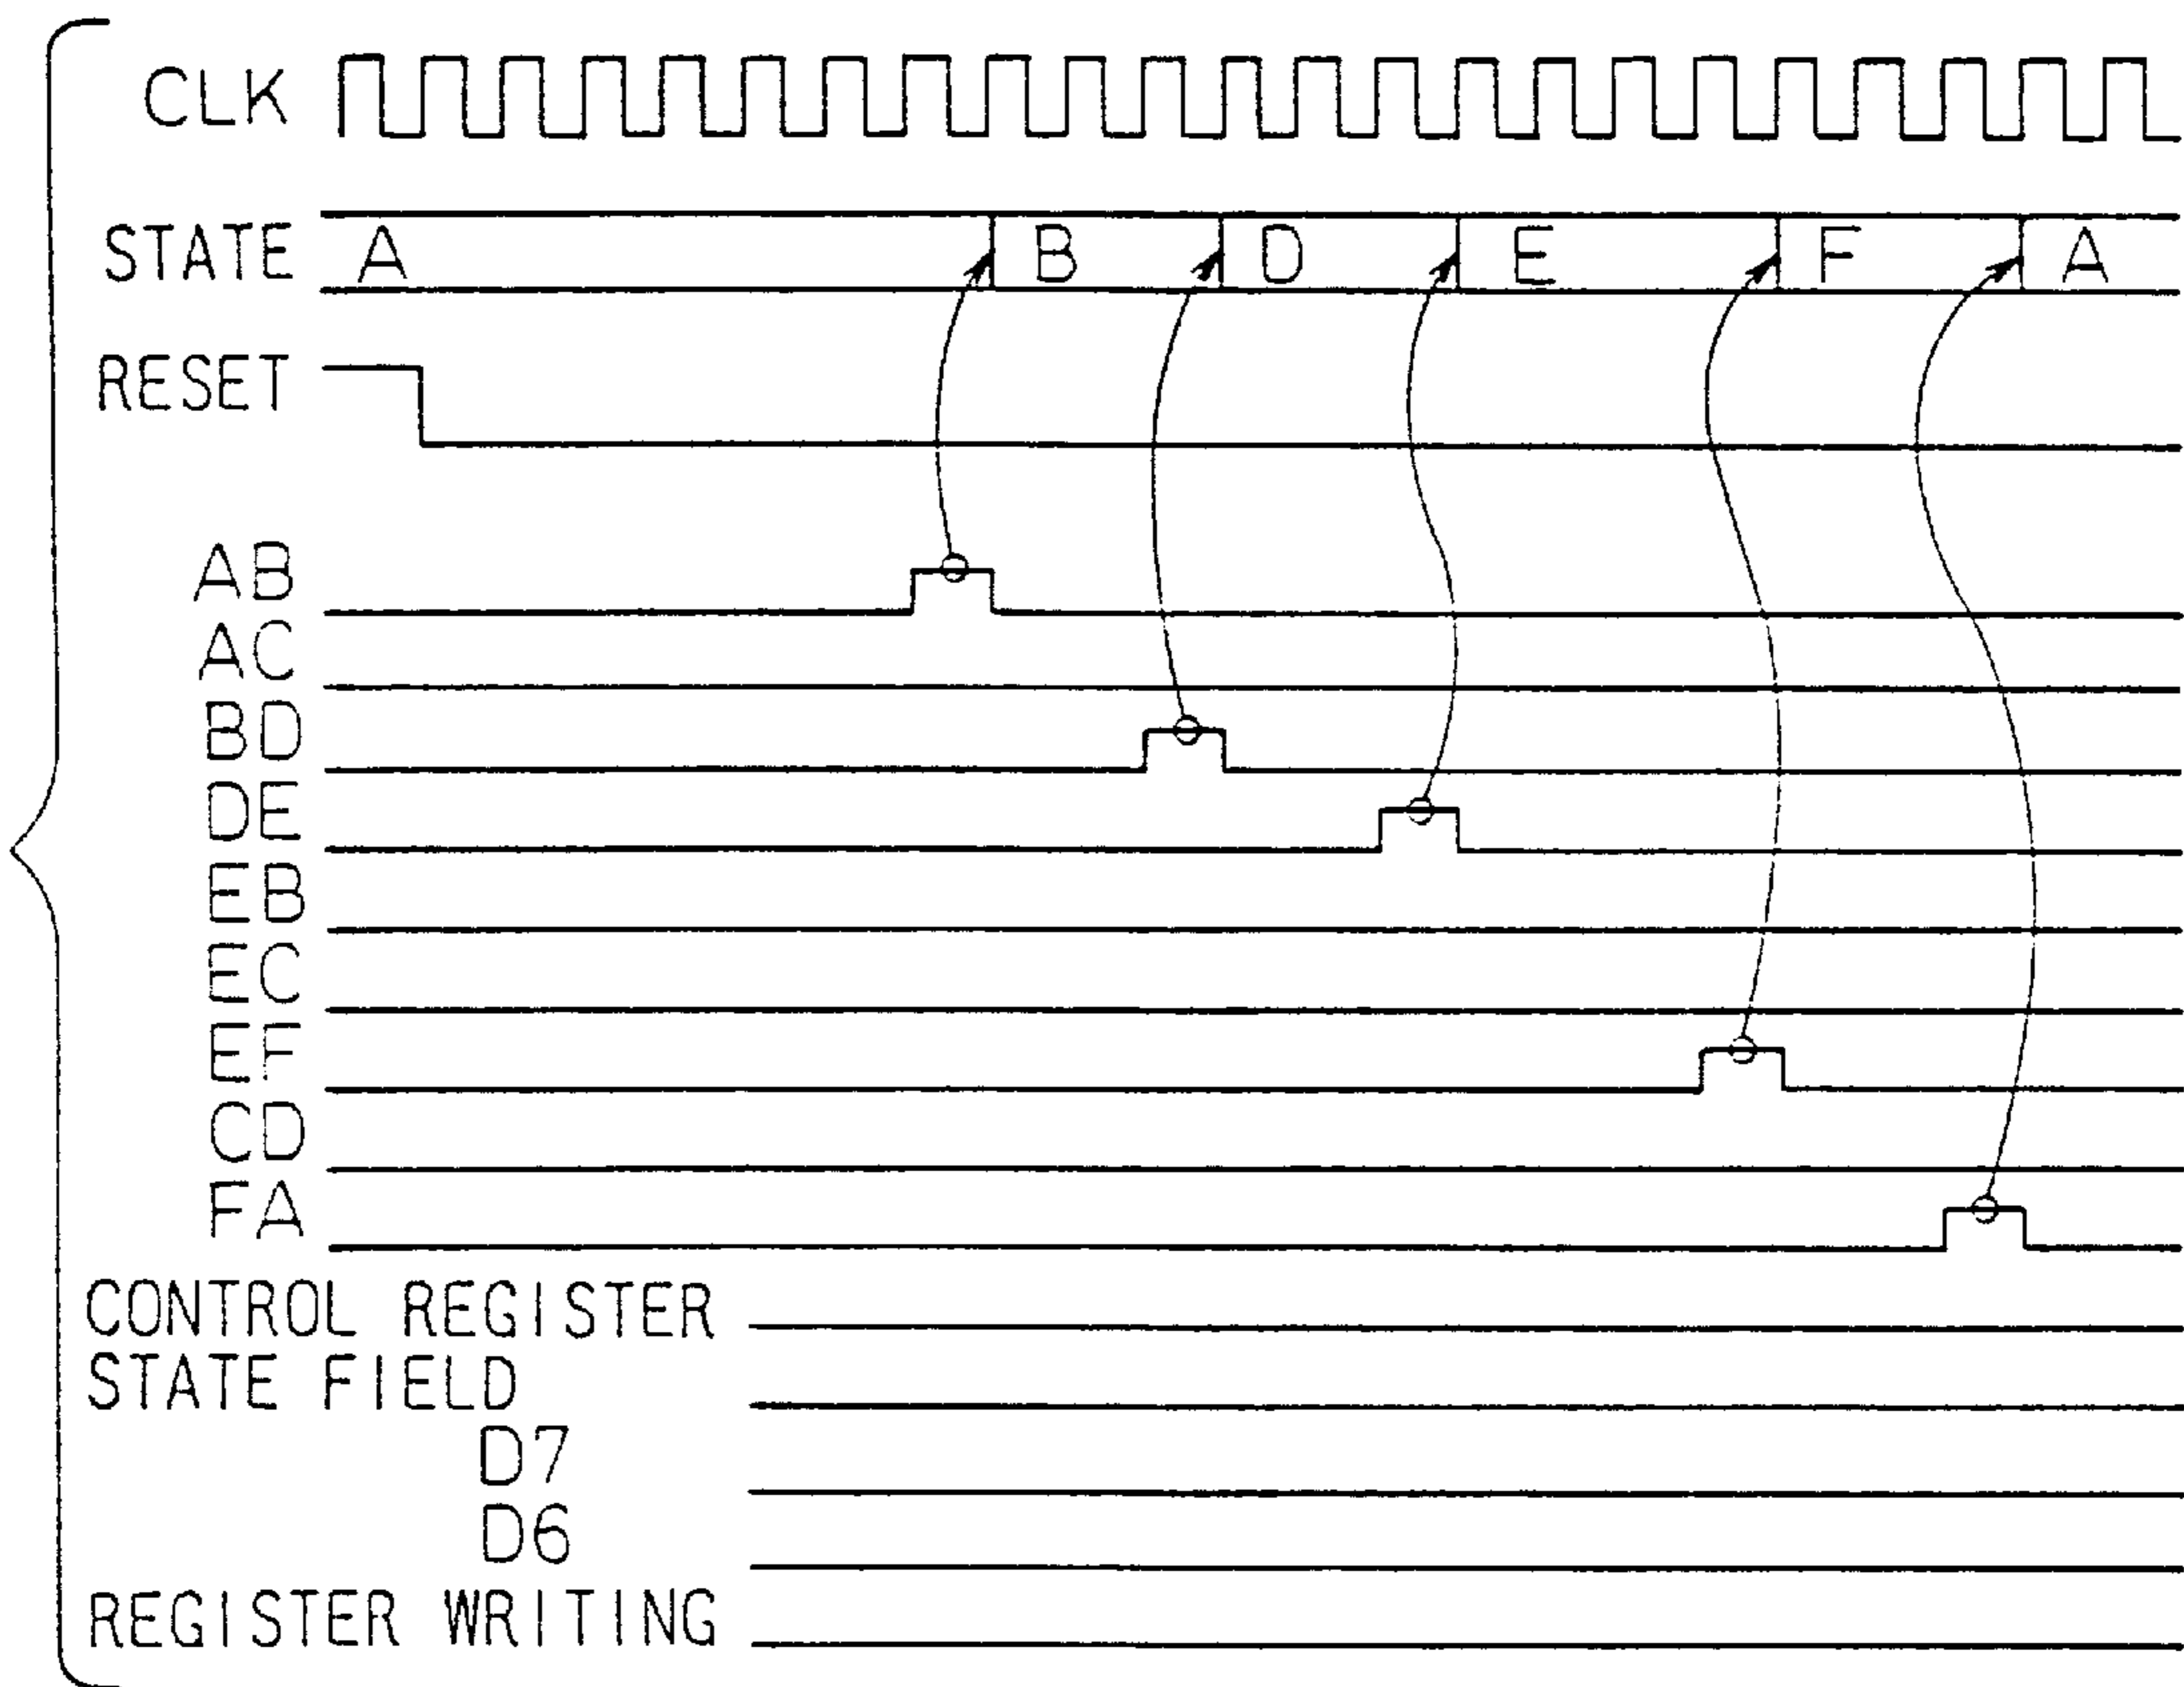 CLK
STATE A B D E F A
RESET
AB
AC
BD
DE
EB
EC
EF
CD
FA
CONTROL REGISTER
STATE FIELD
D7
D6
REGISTER WRITING